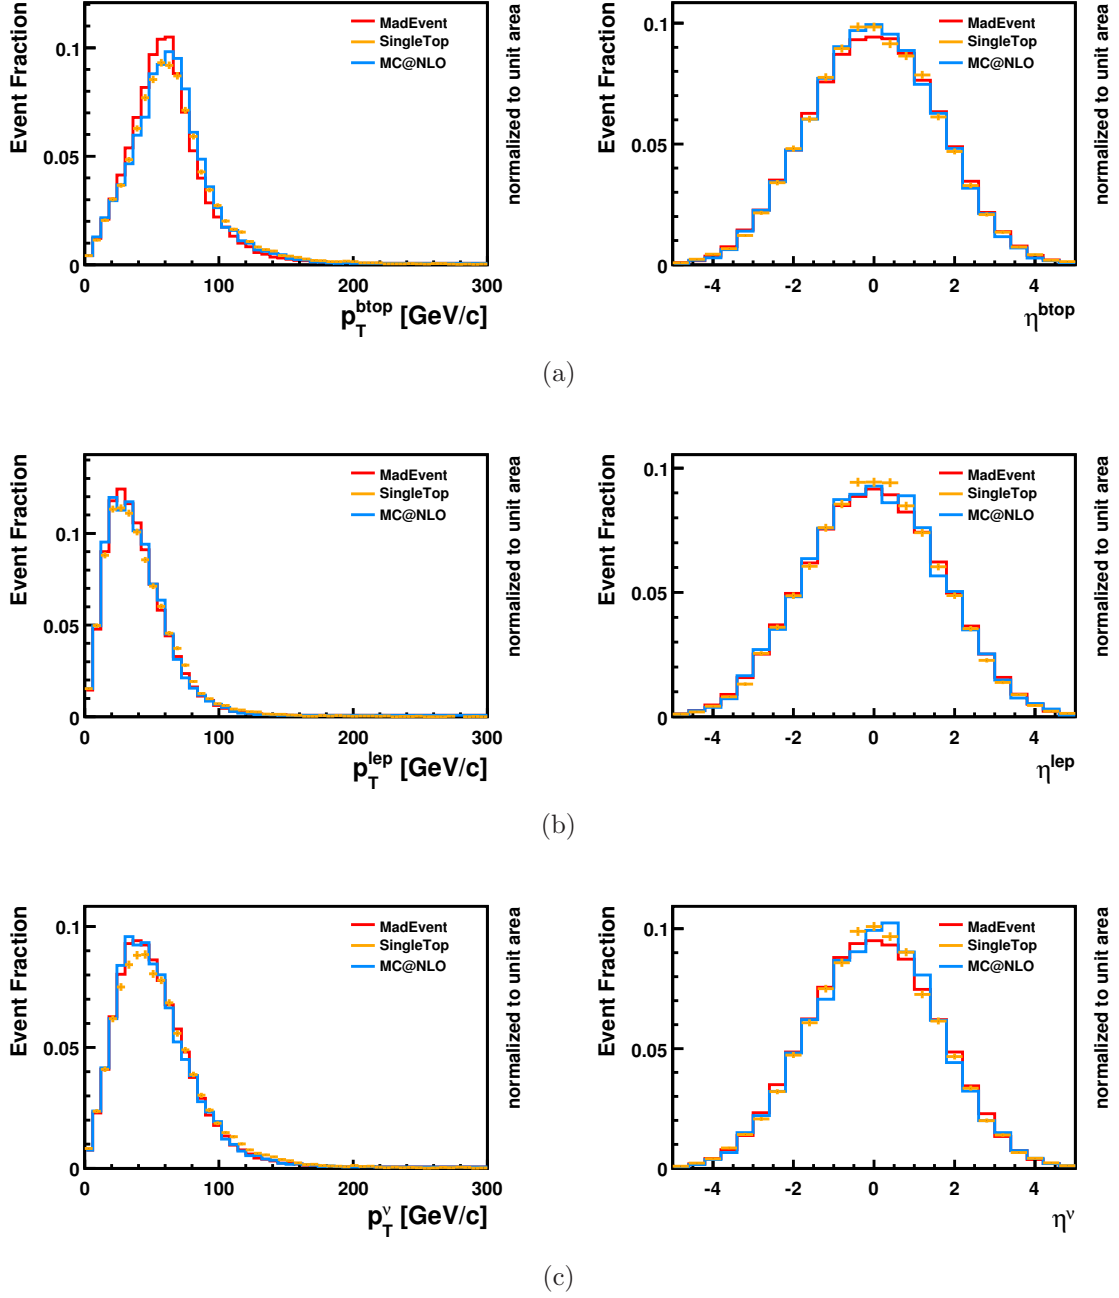 Event Fraction
0.1
0.05
0
MadEvent
SingleTop
MC@NLO
normalized to unit area
0 100 200 300
p_T^btop [GeV/c]
Event Fraction
0.1
0.05
0
MadEvent
SingleTop
MC@NLO
normalized to unit area
-4 -2 0 2 4
η^btop
(a)
Event Fraction
0.1
0.05
0
MadEvent
SingleTop
MC@NLO
normalized to unit area
0 100 200 300
p_T^lep [GeV/c]
Event Fraction
0.1
0.05
0
MadEvent
SingleTop
MC@NLO
normalized to unit area
-4 -2 0 2 4
η^lep
(b)
Event Fraction
0.1
0.05
0
MadEvent
SingleTop
MC@NLO
normalized to unit area
0 100 200 300
p_T^ν [GeV/c]
Event Fraction
0.1
0.05
0
MadEvent
SingleTop
MC@NLO
normalized to unit area
-4 -2 0 2 4
η^ν
(c)